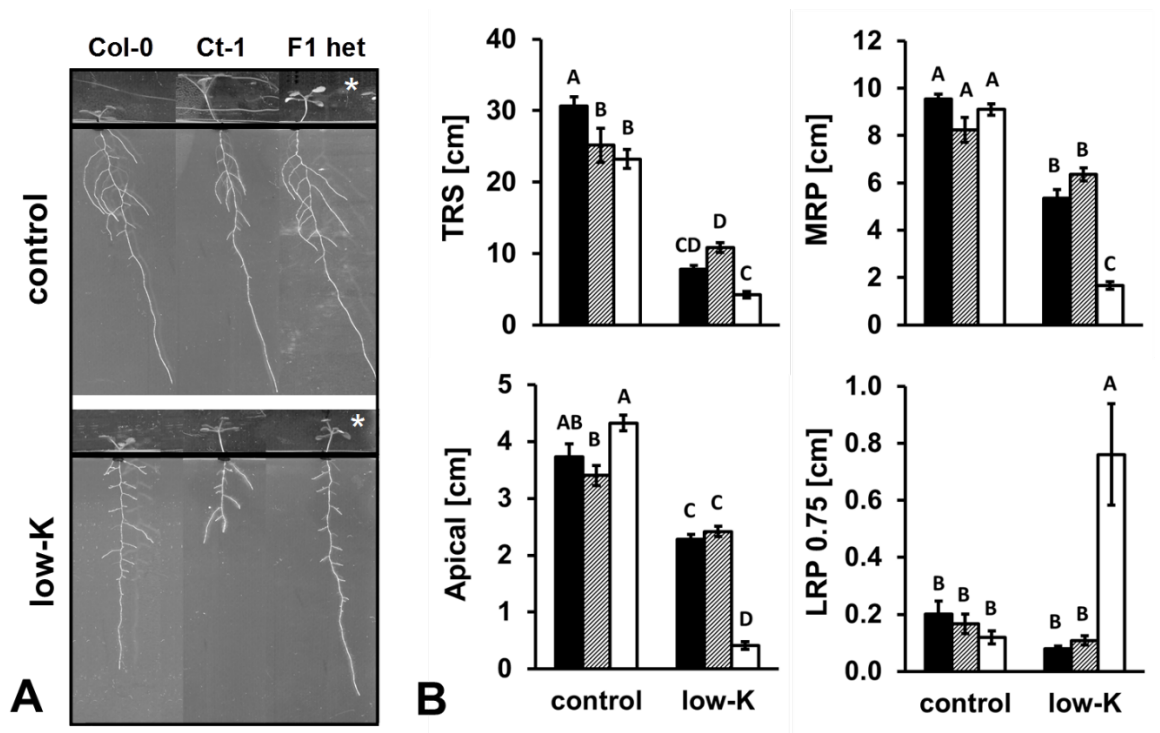 Col-0 Ct-1 F1 het
*
control
*
low-K
A
TRS [cm]
40
30
20
10
0
A
B
B
CD
D
C
MRP [cm]
12
10
8
6
4
2
0
A
A
A
B
B
C
Apical [cm]
5
4
3
2
1
0
AB
B
A
C
C
D
control low-K
LRP 0.75 [cm]
1.0
0.8
0.6
0.4
0.2
0.0
B
B
B
B
B
A
control low-K
B